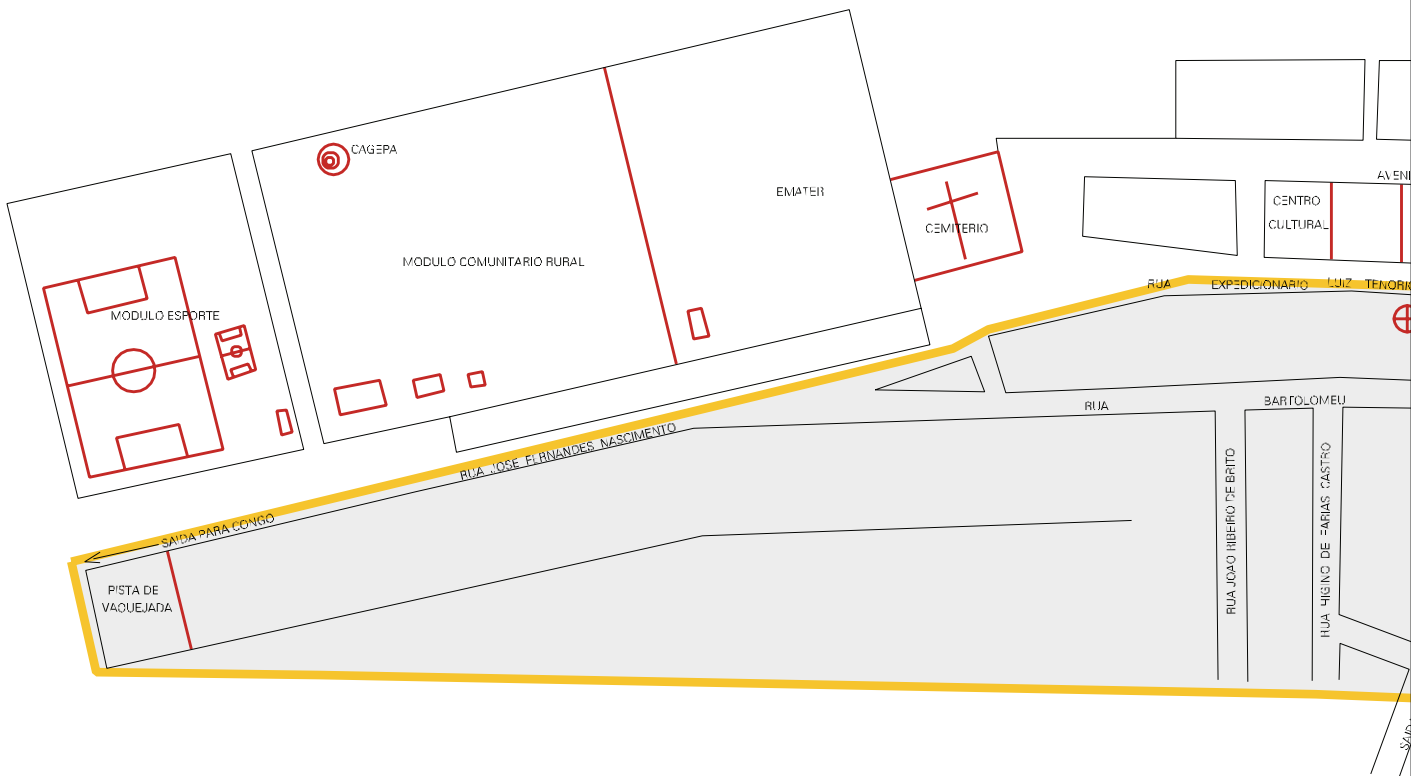 CAGEPA
AVENI
EMATER
CENTRO
CULTURAL
CEMITERIO
MODULO COMUNITARIO RURAL
RUA EXPEDICIONARIO LUIZ TENORIO
MODULO ESPORTE
RUA BARTOLOMEU
RUA JOSE FERNANDES NASCIMENTO
RUA JOAO RIBEIRO DE BRITO
RUA HIGINO DE FARIAS CASTRO
SAIDA PARA CONGO
PISTA DE
VAQUEJADA